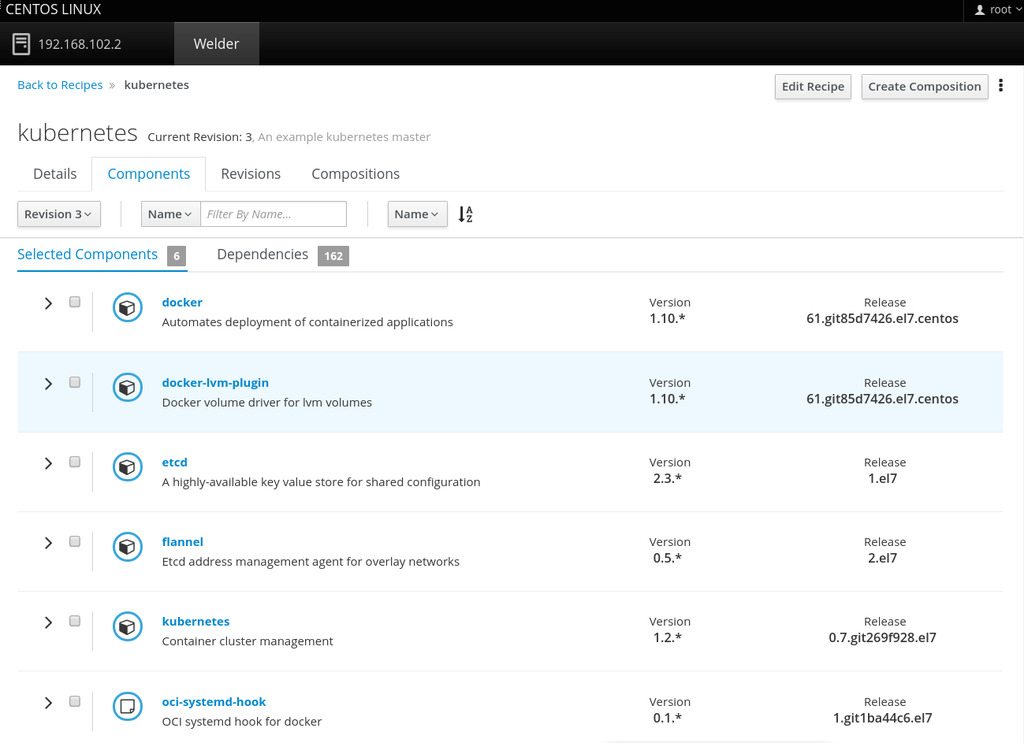 CENTOS LINUX
root
192.168.102.2
Welder
Back to Recipes » kubernetes
Edit Recipe
Create Composition
kubernetes Current Revision: 3, An example kubernetes master
Details
Components
Revisions
Compositions
Revision 3
Name
Filter By Name...
Name
A
Z
Selected Components 6
Dependencies 162
docker
Automates deployment of containerized applications
Version
1.10.*
Release
61.git85d7426.el7.centos
docker-lvm-plugin
Docker volume driver for lvm volumes
Version
1.10.*
Release
61.git85d7426.el7.centos
etcd
A highly-available key value store for shared configuration
Version
2.3.*
Release
1.el7
flannel
Etcd address management agent for overlay networks
Version
0.5.*
Release
2.el7
kubernetes
Container cluster management
Version
1.2.*
Release
0.7.git269f928.el7
oci-systemd-hook
OCI systemd hook for docker
Version
0.1.*
Release
1.git1ba44c6.el7